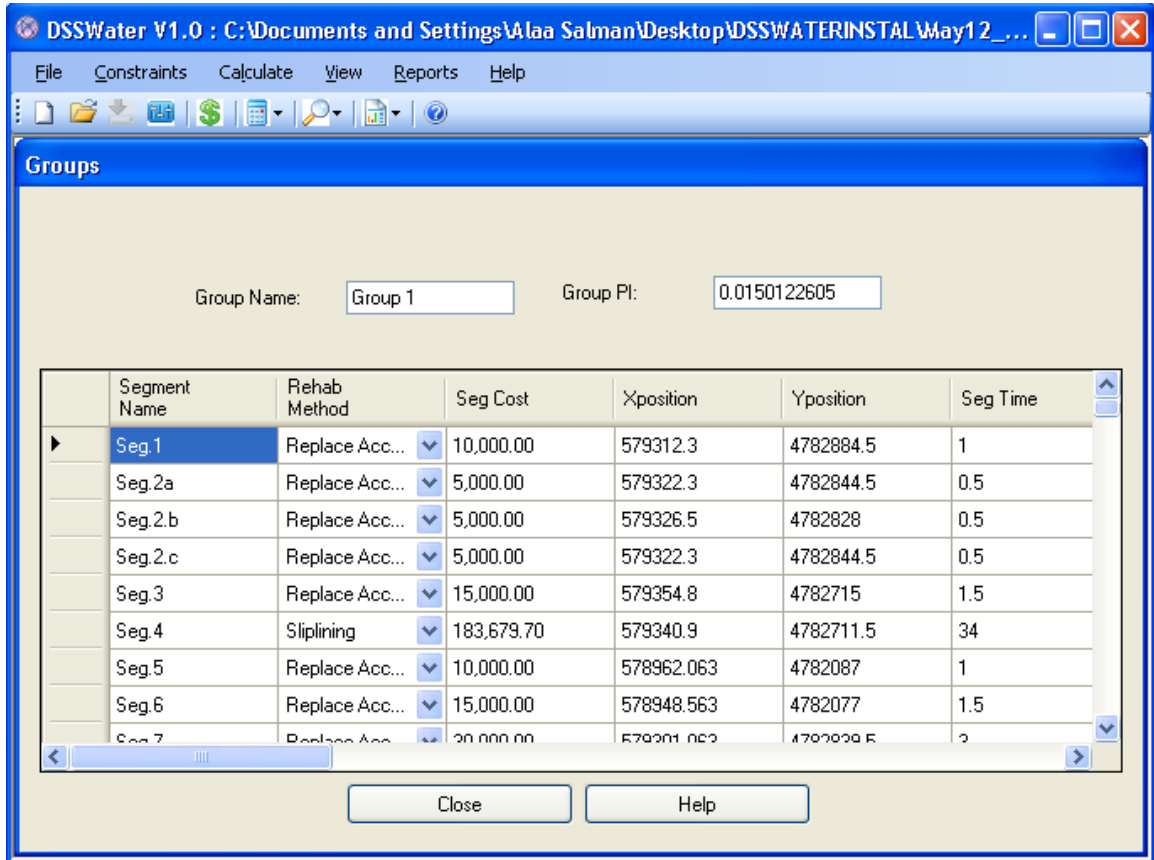 DSSWater V1.0 : C:\Documents and Settings\Alaa Salman\Desktop\DSSWATERINSTAL\May12_...
File Constraints Calculate View Reports Help
Groups
Group Name: Group 1 Group PI: 0.0150122605
Segment Name Rehab Method Seg Cost Xposition Yposition Seg Time
Seg.1 Replace Acc... 10,000.00 579312.3 4782884.5 1
Seg.2a Replace Acc... 5,000.00 579322.3 4782844.5 0.5
Seg.2.b Replace Acc... 5,000.00 579326.5 4782828 0.5
Seg.2.c Replace Acc... 5,000.00 579322.3 4782844.5 0.5
Seg.3 Replace Acc... 15,000.00 579354.8 4782715 1.5
Seg.4 Sliplining 183,679.70 579340.9 4782711.5 34
Seg.5 Replace Acc... 10,000.00 578962.063 4782087 1
Seg.6 Replace Acc... 15,000.00 578948.563 4782077 1.5
Seg.7 Replace Acc... 30,000.00
Close Help